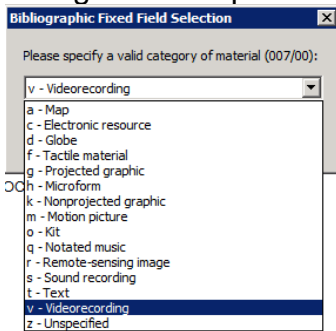 Bibliographic Fixed Field Selection
Please specify a valid category of material (007/00):
v - Videorecording
a - Map
c - Electronic resource
d - Globe
f - Tactile material
g - Projected graphic
h - Microform
k - Nonprojected graphic
m - Motion picture
o - Kit
q - Notated music
r - Remote-sensing image
s - Sound recording
t - Text
v - Videorecording
z - Unspecified